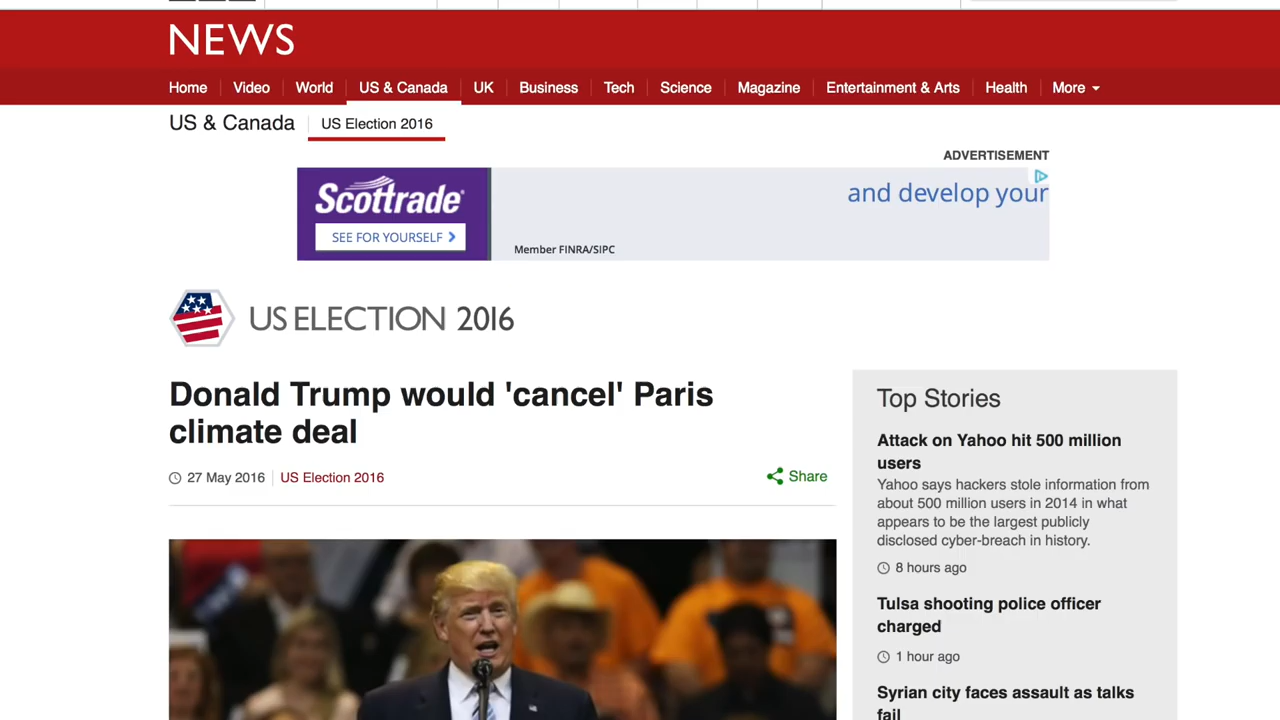 NEWS
Home Video World US & Canada UK Business Tech Science Magazine Entertainment & Arts Health More
US & Canada US Election 2016
ADVERTISEMENT
Scottrade
SEE FOR YOURSELF
and develop your
Member FINRA/SIPC
US ELECTION 2016
Donald Trump would 'cancel' Paris
climate deal
27 May 2016 US Election 2016
Share
Top Stories
Attack on Yahoo hit 500 million
users
Yahoo says hackers stole information from
about 500 million users in 2014 in what
appears to be the largest publicly
disclosed cyber-breach in history.
8 hours ago
Tulsa shooting police officer
charged
1 hour ago
Syrian city faces assault as talks
fail